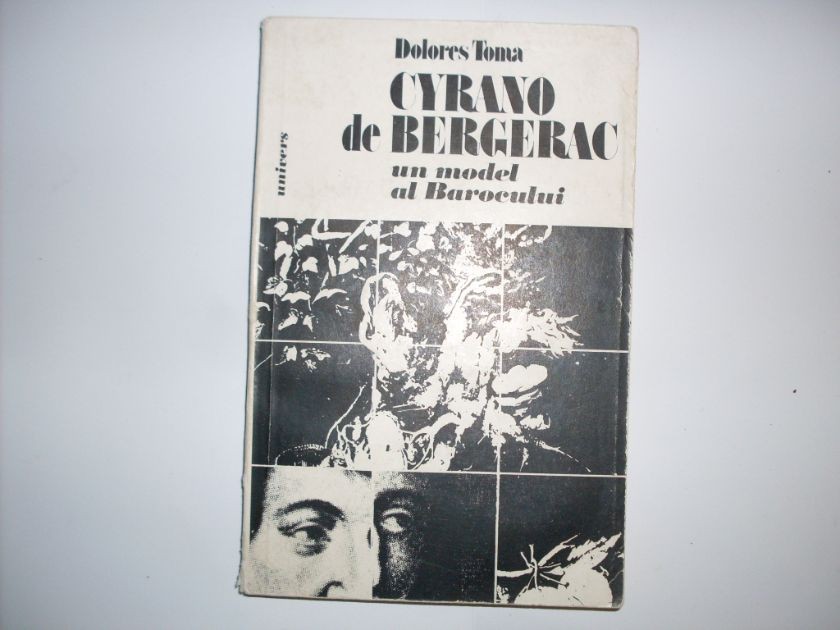 Dolores Toma
CYRANO
de BERGERAC
un model
al Barocului
univers